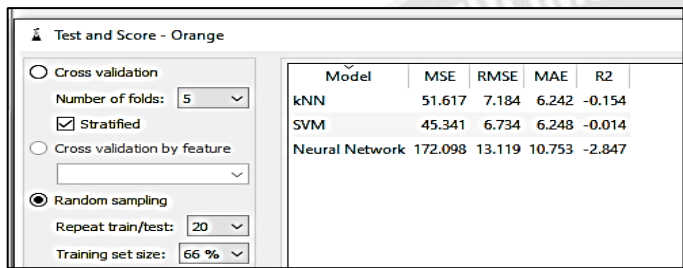 Test and Score - Orange
Cross validation
Number of folds: 5
Stratified
Cross validation by feature
Random sampling
Repeat train/test: 20
Training set size: 66 %
Model MSE RMSE MAE R2
kNN 51.617 7.184 6.242 -0.154
SVM 45.341 6.734 6.248 -0.014
Neural Network 172.098 13.119 10.753 -2.847